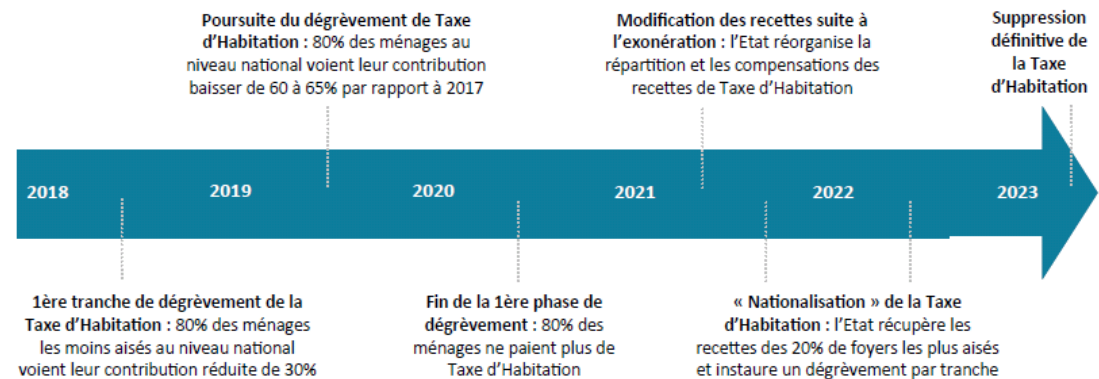 Poursuite du dégrèvement de Taxe
d'Habitation : 80% des ménages au
niveau national voient leur contribution
baisser de 60 à 65% par rapport à 2017
Modification des recettes suite à
l'exonération : l'Etat réorganise la
répartition et les compensations des
recettes de Taxe d'Habitation
Suppression
définitive de
la Taxe
d'Habitation
2018
2019
2020
2021
2022
2023
1ère tranche de dégrèvement de la
Taxe d'Habitation : 80% des ménages
les moins aisés au niveau national
voient leur contribution réduite de 30%
Fin de la 1ère phase de
dégrèvement : 80% des
ménages ne paient plus de
Taxe d'Habitation
« Nationalisation » de la Taxe
d'Habitation : l'Etat récupère les
recettes des 20% de foyers les plus aisés
et instaure un dégrèvement par tranche